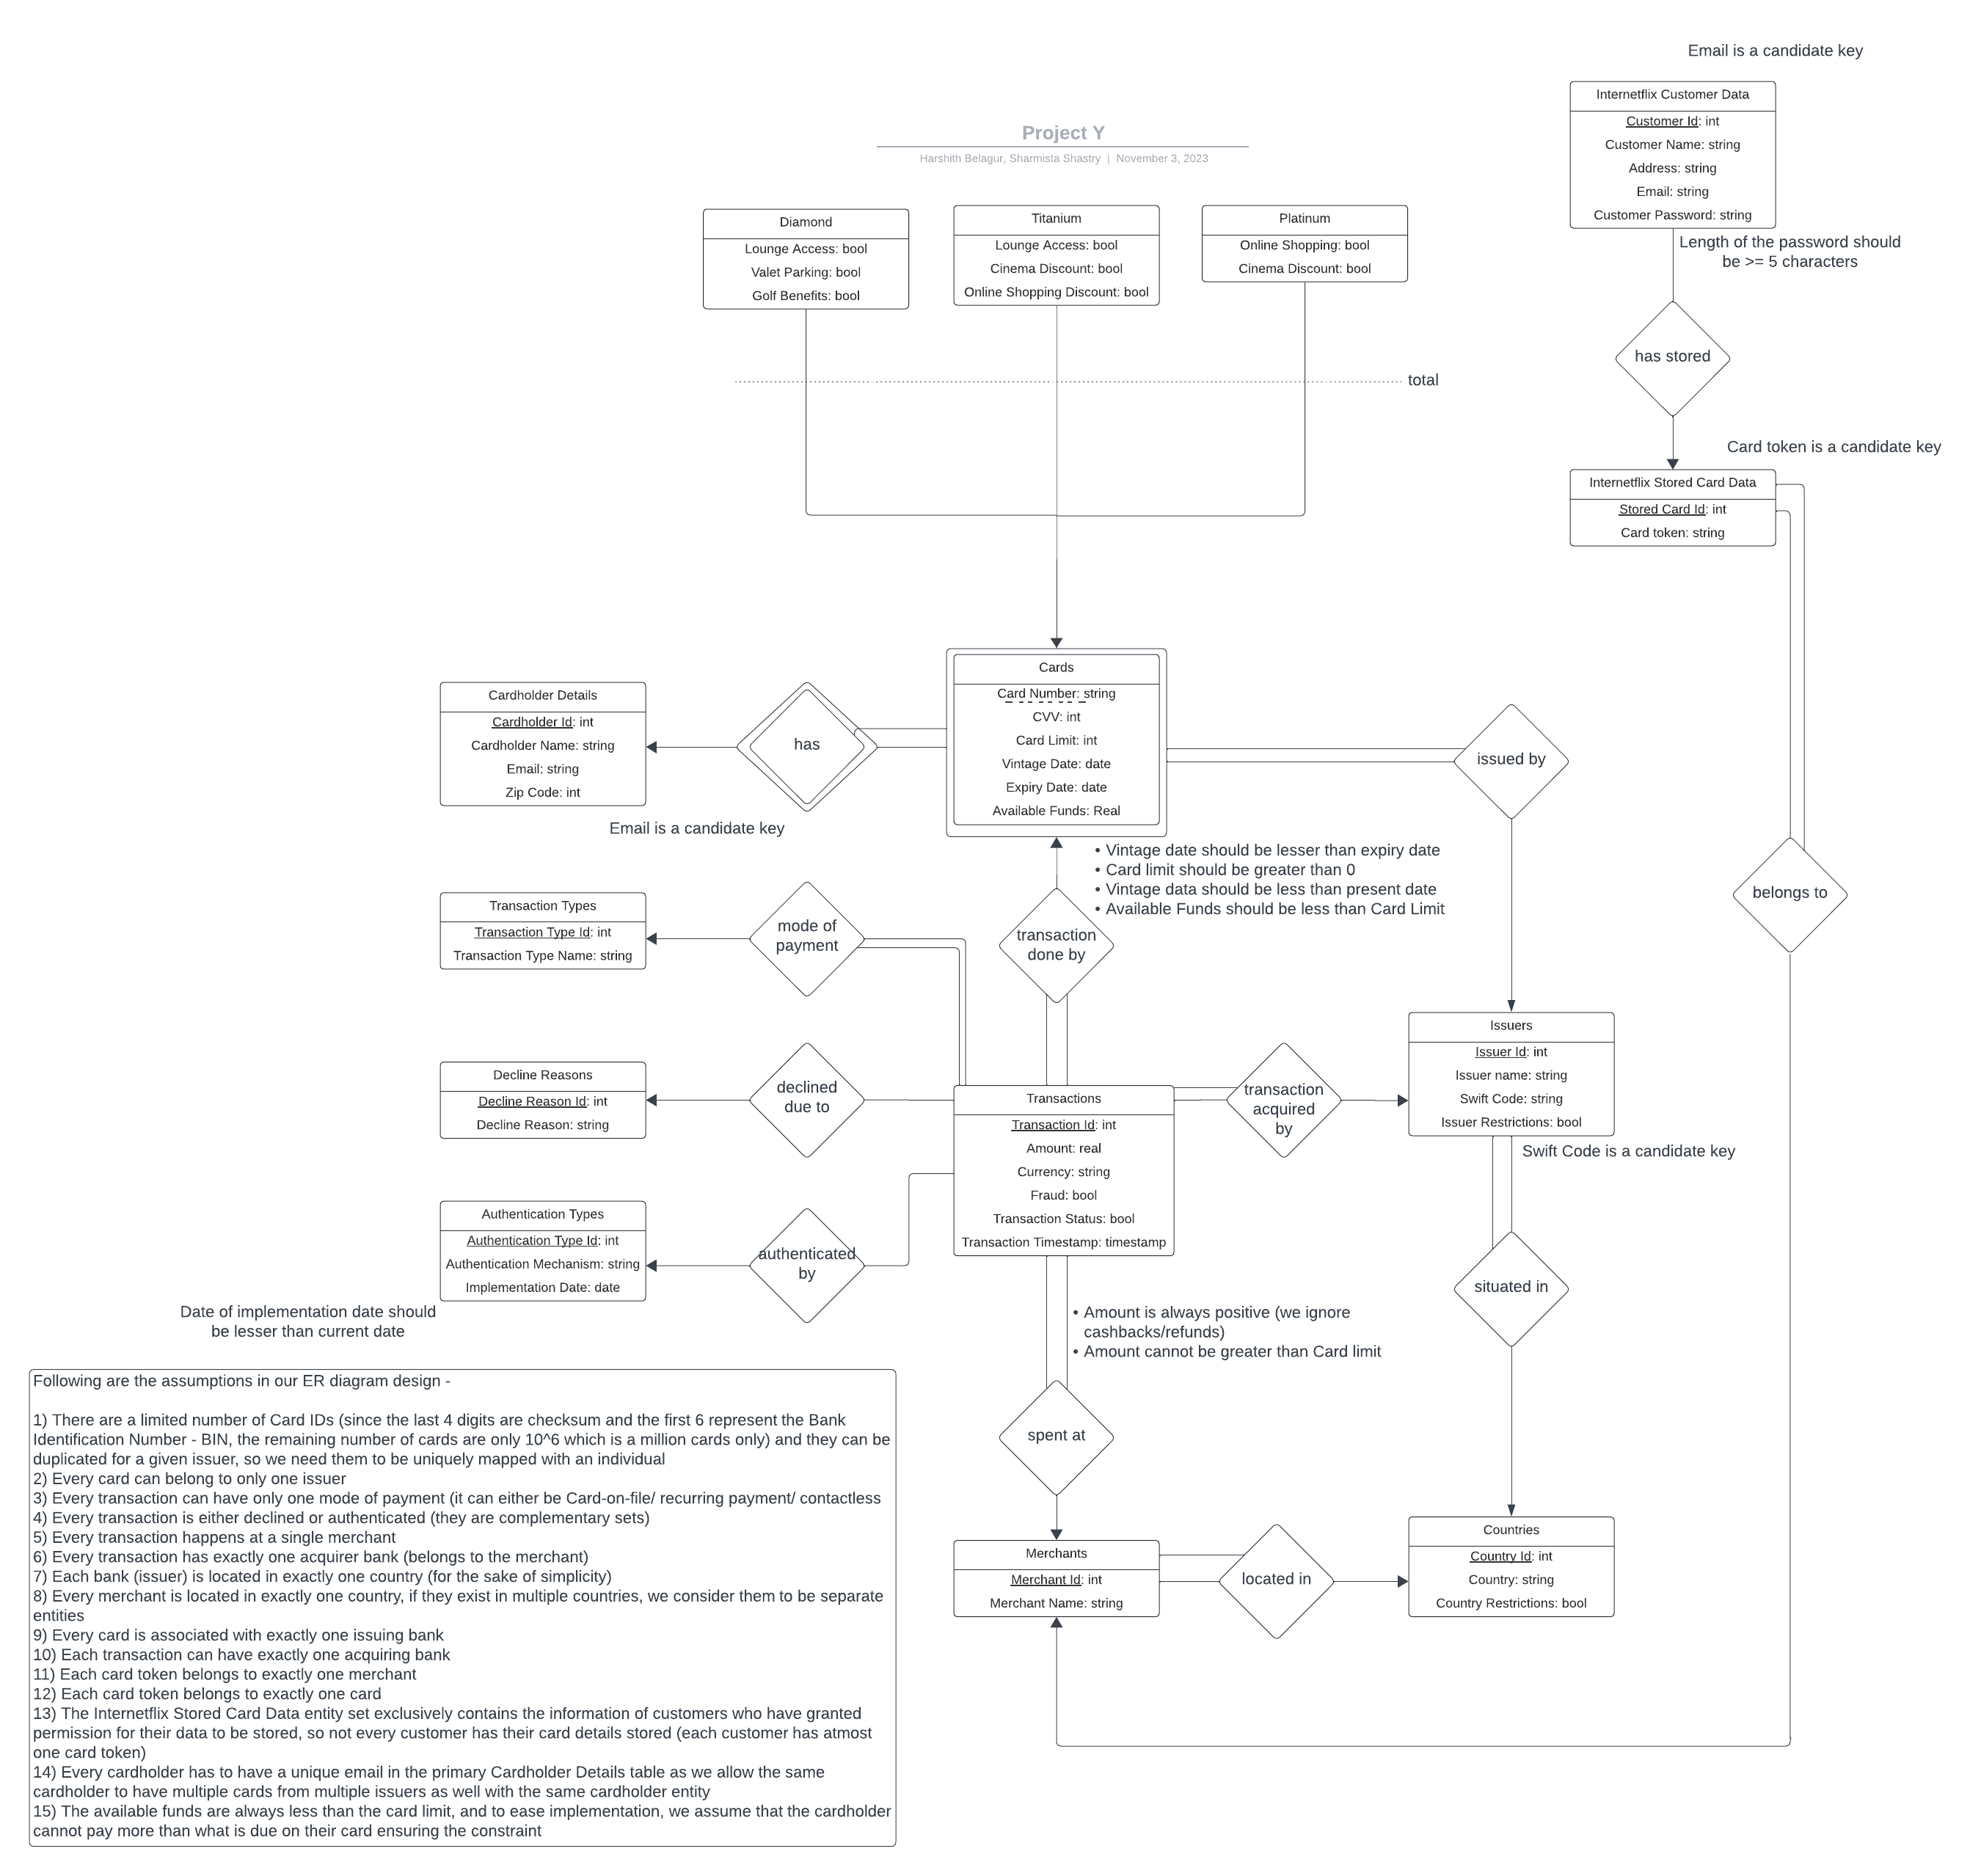 Email is a candidate key
Internetflix Customer Data
Customer Id: int
Customer Name: string
Address: string
Email: string
Customer Password: string
Length of the password should
be >= 5 characters
Project Y
Harshith Belagur, Sharmista Shastry | November 3, 2023
Diamond
Lounge Access: bool
Valet Parking: bool
Golf Benefits: bool
Titanium
Lounge Access: bool
Cinema Discount: bool
Online Shopping Discount: bool
Platinum
Online Shopping: bool
Cinema Discount: bool
has stored
total
Card token is a candidate key
Internetflix Stored Card Data
Stored Card Id: int
Card token: string
Cards
Card Number: string
CVV: int
Card Limit: int
Vintage Date: date
Expiry Date: date
Available Funds: Real
Cardholder Details
Cardholder Id: int
Cardholder Name: string
Email: string
Zip Code: int
has
issued by
Email is a candidate key
• Vintage date should be lesser than expiry date
• Card limit should be greater than 0
• Vintage data should be less than present date
• Available Funds should be less than Card Limit
belongs to
Transaction Types
Transaction Type Id: int
Transaction Type Name: string
mode of
payment
transaction
done by
Issuers
Issuer Id: int
Issuer name: string
Swift Code: string
Issuer Restrictions: bool
Swift Code is a candidate key
Decline Reasons
Decline Reason Id: int
Decline Reason: string
declined
due to
Transactions
Transaction Id: int
Amount: real
Currency: string
Fraud: bool
Transaction Status: bool
Transaction Timestamp: timestamp
transaction
acquired
by
Authentication Types
Authentication Type Id: int
Authentication Mechanism: string
Implementation Date: date
authenticated
by
situated in
Date of implementation date should
be lesser than current date
• Amount is always positive (we ignore
cashbacks/refunds)
• Amount cannot be greater than Card limit
spent at
Merchants
Merchant Id: int
Merchant Name: string
located in
Countries
Country Id: int
Country: string
Country Restrictions: bool
Following are the assumptions in our ER diagram design -
1) There are a limited number of Card IDs (since the last 4 digits are checksum and the first 6 represent the Bank
Identification Number - BIN, the remaining number of cards are only 10^6 which is a million cards only) and they can be
duplicated for a given issuer, so we need them to be uniquely mapped with an individual
2) Every card can belong to only one issuer
3) Every transaction can have only one mode of payment (it can either be Card-on-file/ recurring payment/ contactless
4) Every transaction is either declined or authenticated (they are complementary sets)
5) Every transaction happens at a single merchant
6) Every transaction has exactly one acquirer bank (belongs to the merchant)
7) Each bank (issuer) is located in exactly one country (for the sake of simplicity)
8) Every merchant is located in exactly one country, if they exist in multiple countries, we consider them to be separate
entities
9) Every card is associated with exactly one issuing bank
10) Each transaction can have exactly one acquiring bank
11) Each card token belongs to exactly one merchant
12) Each card token belongs to exactly one card
13) The Internetflix Stored Card Data entity set exclusively contains the information of customers who have granted
permission for their data to be stored, so not every customer has their card details stored (each customer has atmost
one card token)
14) Every cardholder has to have a unique email in the primary Cardholder Details table as we allow the same
cardholder to have multiple cards from multiple issuers as well with the same cardholder entity
15) The available funds are always less than the card limit, and to ease implementation, we assume that the cardholder
cannot pay more than what is due on their card ensuring the constraint